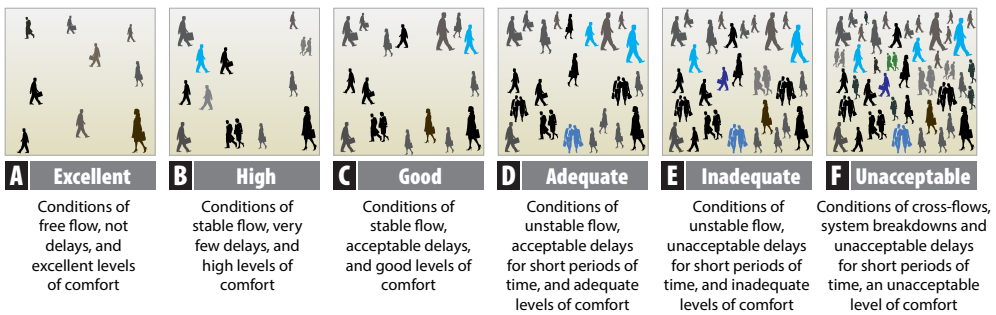 A Excellent
Conditions of
free flow, not
delays, and
excellent levels
of comfort
B High
Conditions of
stable flow, very
few delays, and
high levels of
comfort
C Good
Conditions of
stable flow,
acceptable delays,
and good levels of
comfort
D Adequate
Conditions of
unstable flow,
acceptable delays
for short periods of
time, and adequate
levels of comfort
E Inadequate
Conditions of
unstable flow,
unacceptable delays
for short periods of
time, and inadequate
levels of comfort
F Unacceptable
Conditions of cross-flows,
system breakdowns and
unacceptable delays
for short periods of
time, an unacceptable
level of comfort